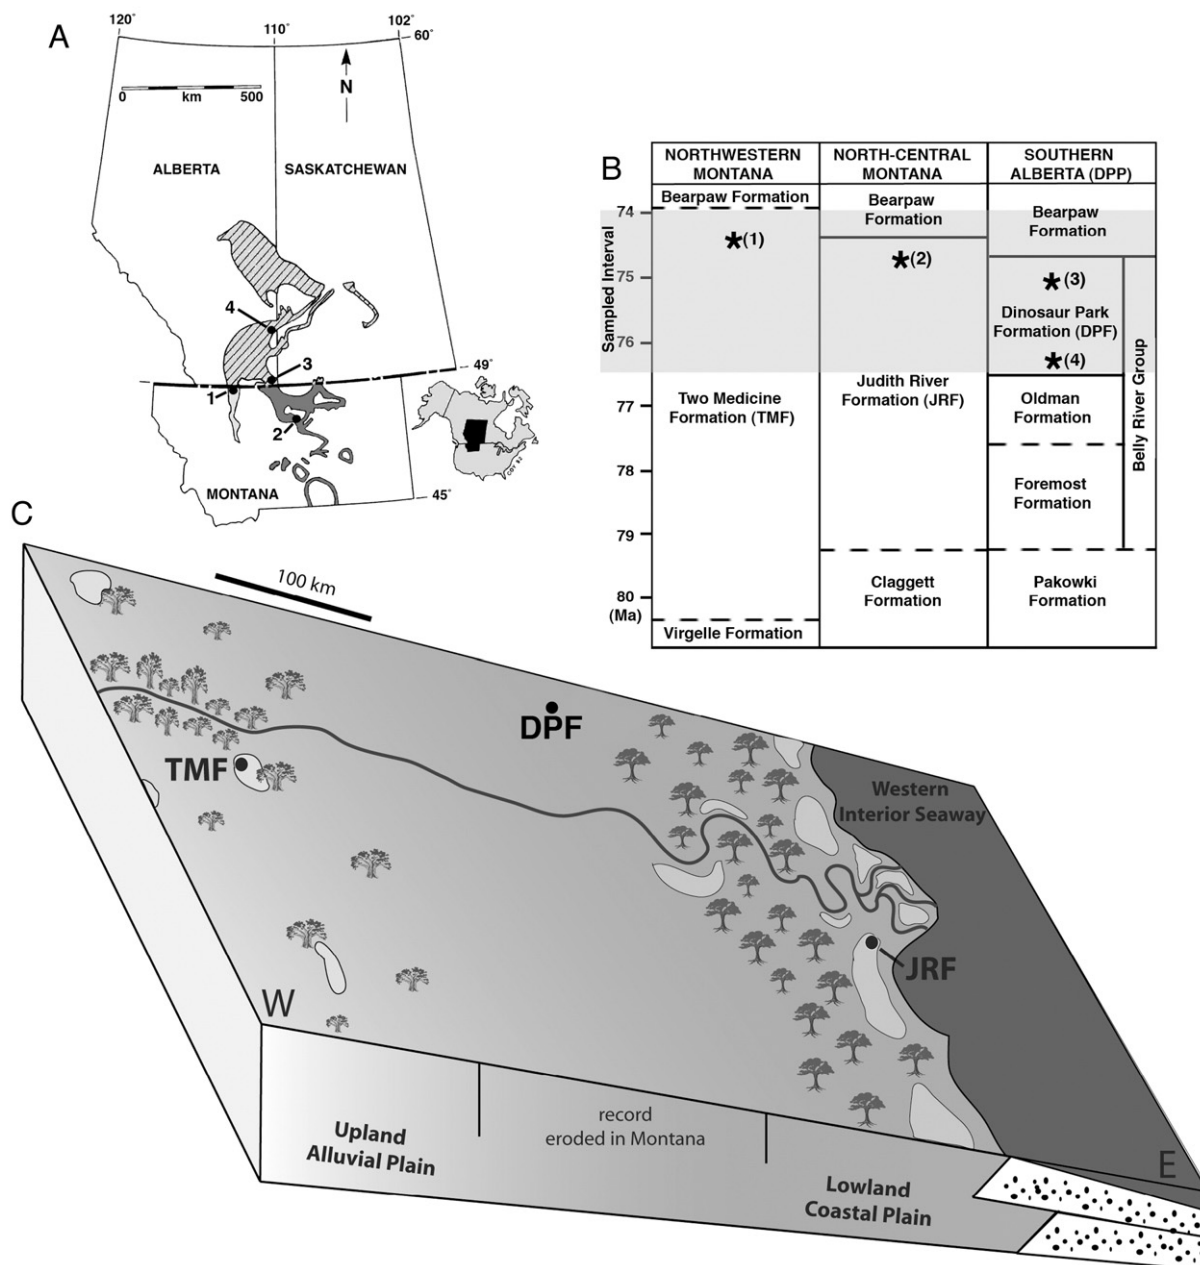 A
120°
110°
102°
60°
0 km 500
N
ALBERTA
SASKATCHEWAN
4
3
49°
1
2
MONTANA
45°
B
NORTHWESTERN
MONTANA
NORTH-CENTRAL
MONTANA
SOUTHERN
ALBERTA (DPP)
Sampled Interval
74
75
76
77
78
79
80
(Ma)
Bearpaw Formation
*(1)
Two Medicine
Formation (TMF)
Virgelle Formation
Bearpaw
Formation
*(2)
Judith River
Formation (JRF)
Claggett
Formation
Bearpaw
Formation
*(3)
Dinosaur Park
Formation (DPF)
*(4)
Oldman
Formation
Foremost
Formation
Belly River Group
Pakowki
Formation
C
100 km
DPF
TMF
Western
Interior Seaway
JRF
W
E
Upland
Alluvial Plain
record
eroded in Montana
Lowland
Coastal Plain